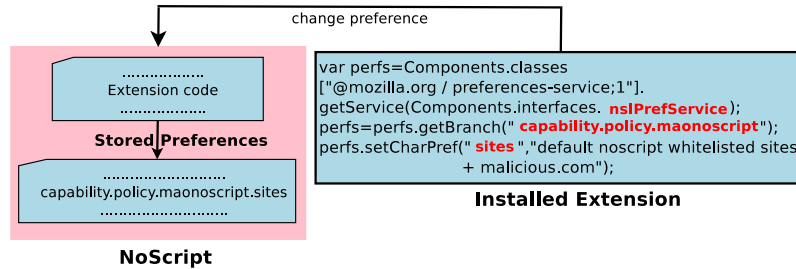 change preference
....................
Extension code
....................
Stored Preferences
.......................
capability.policy.maonoscript.sites
........................
NoScript
var perfs=Components.classes
["@mozilla.org / preferences-service;1"].
getService(Components.interfaces. nsIPrefService);
perfs=perfs.getBranch(" capability.policy.maonoscript");
perfs.setCharPref(" sites ","default noscript whitelisted sites
+ malicious.com");
Installed Extension